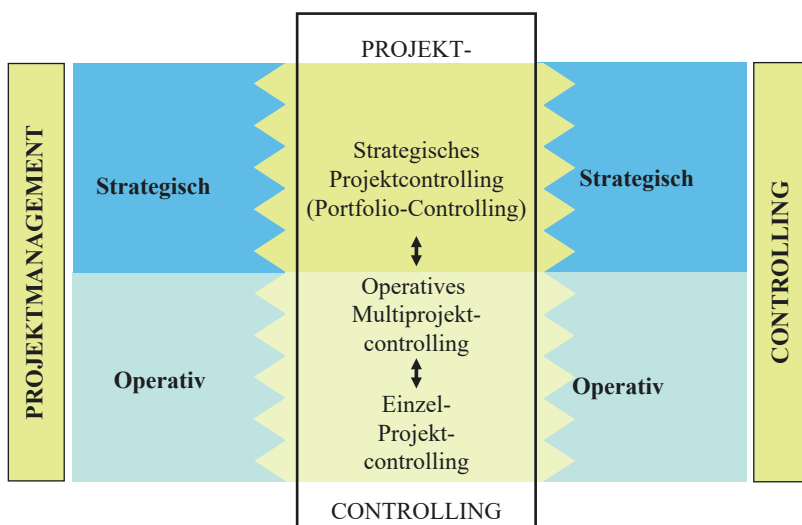 PROJEKT-
PROJEKTMANAGEMENT
Strategisch
Strategisches
Projektcontrolling
(Portfolio-Controlling)
Strategisch
CONTROLLING
Operatives
Multiprojekt-
controlling
Operativ
Einzel-
Projekt-
controlling
Operativ
CONTROLLING